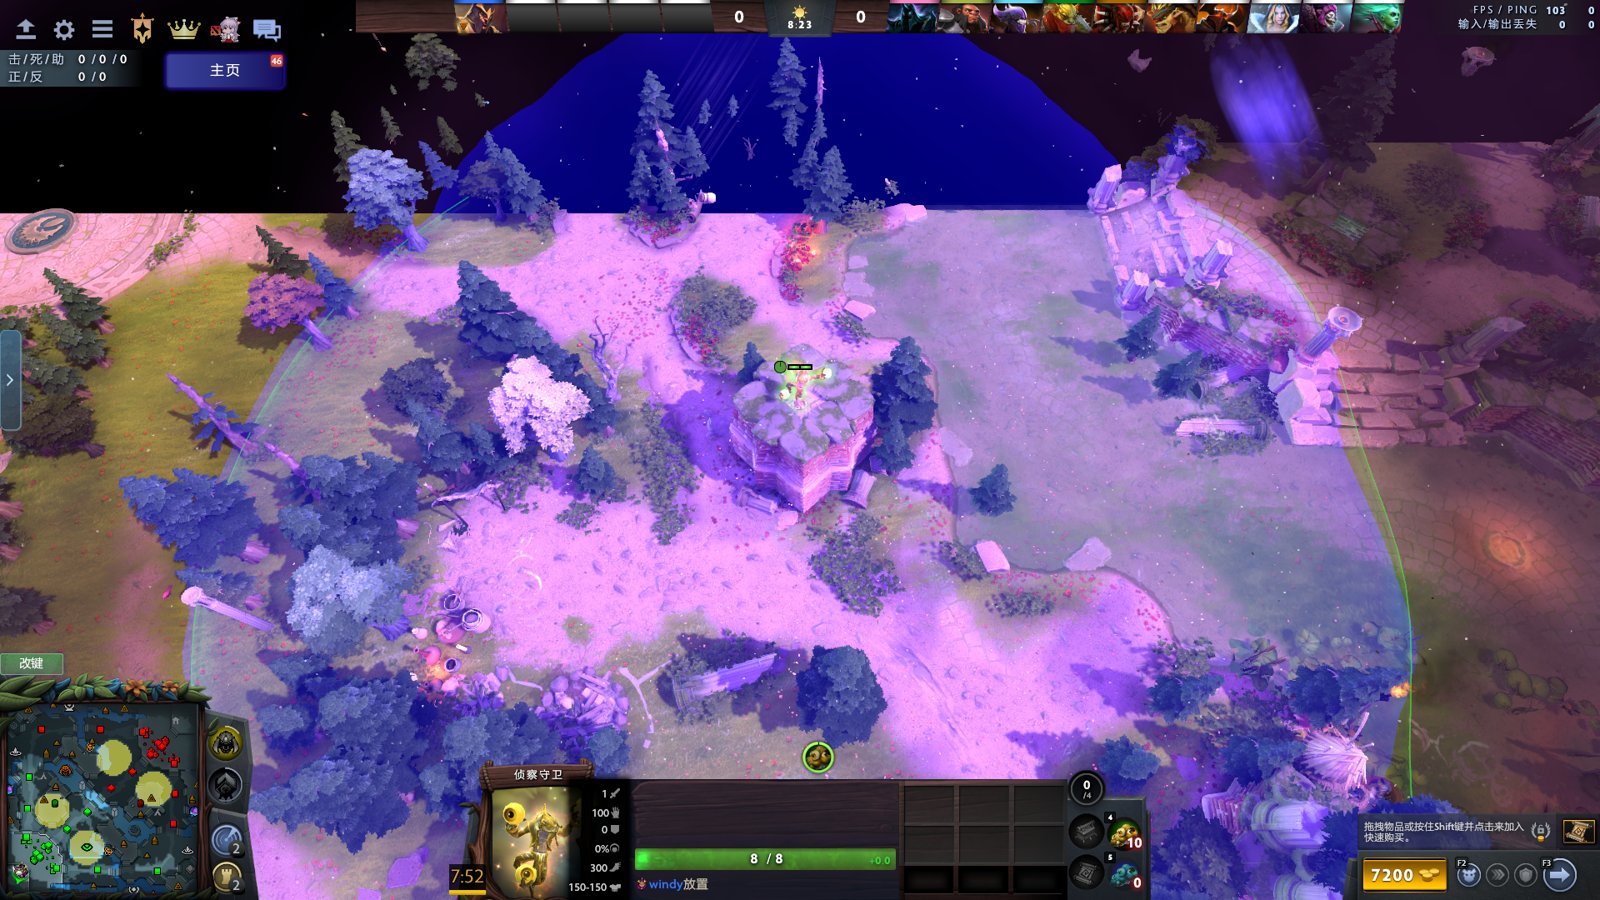 0
8:23
0
FPS / PING 103 0
输入/输出丢失 0 0
击/死/助 0 / 0 / 0
正/反 0 / 0
主页
46
改键
侦察守卫
1
100
0
0%
300
150-150
7:52
8 / 8
+0.0
windy放置
0
/4
4
10
5
0
2
2
拖拽物品或按住Shift键并点击来加入
快速购买。
7200
F2
F3